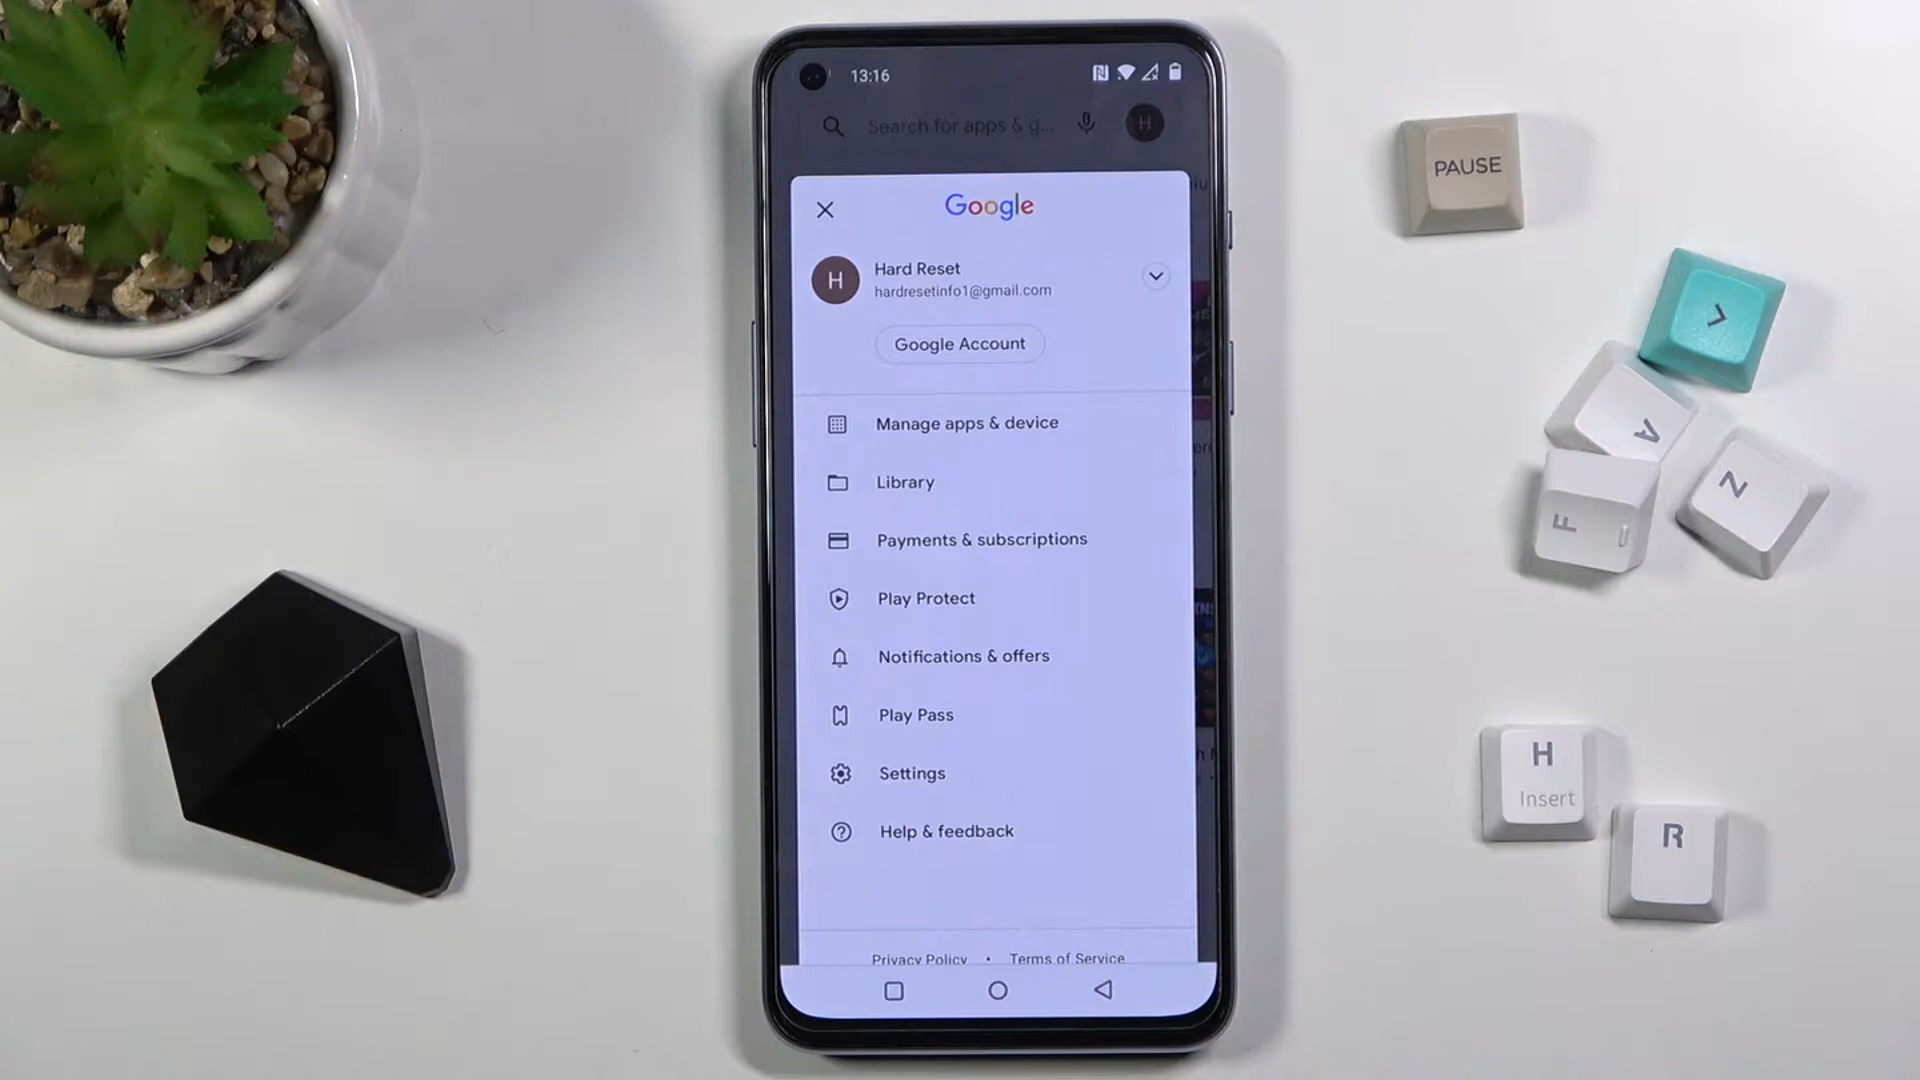 13:16
Search for apps & g...
H
Google
H
Hard Reset
hardresetinfo1@gmail.com
Google Account
Manage apps & device
Library
Payments & subscriptions
Play Protect
Notifications & offers
Play Pass
Settings
Help & feedback
Privacy Policy • Terms of Service
PAUSE
A
F
Z
H
Insert
R